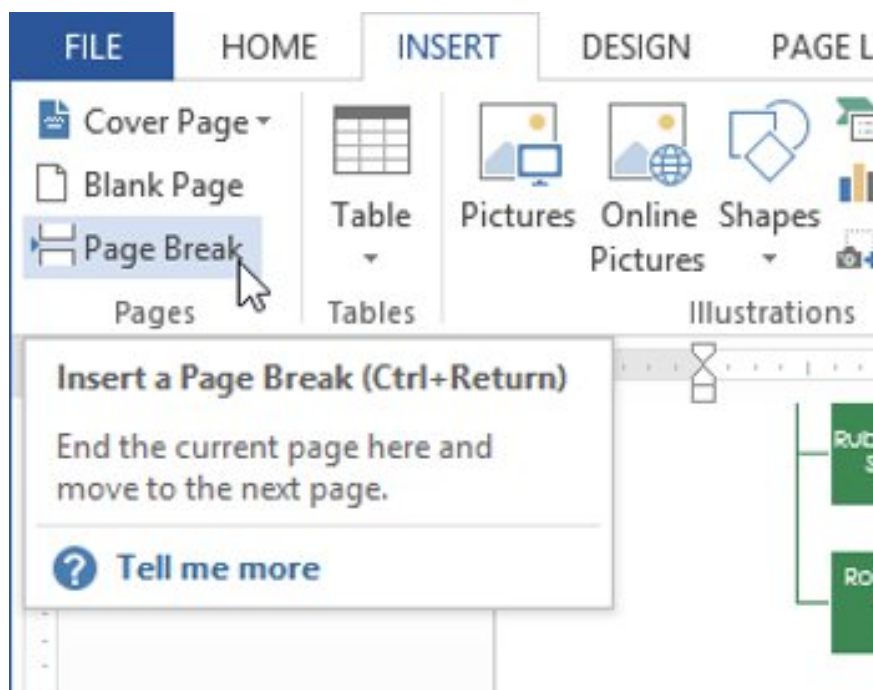 FILE HOME INSERT DESIGN PAGE L
Cover Page
Blank Page
Page Break
Table
Pictures
Online
Pictures
Shapes
Pages
Tables
Illustrations
Insert a Page Break (Ctrl+Return)
End the current page here and
move to the next page.
? Tell me more